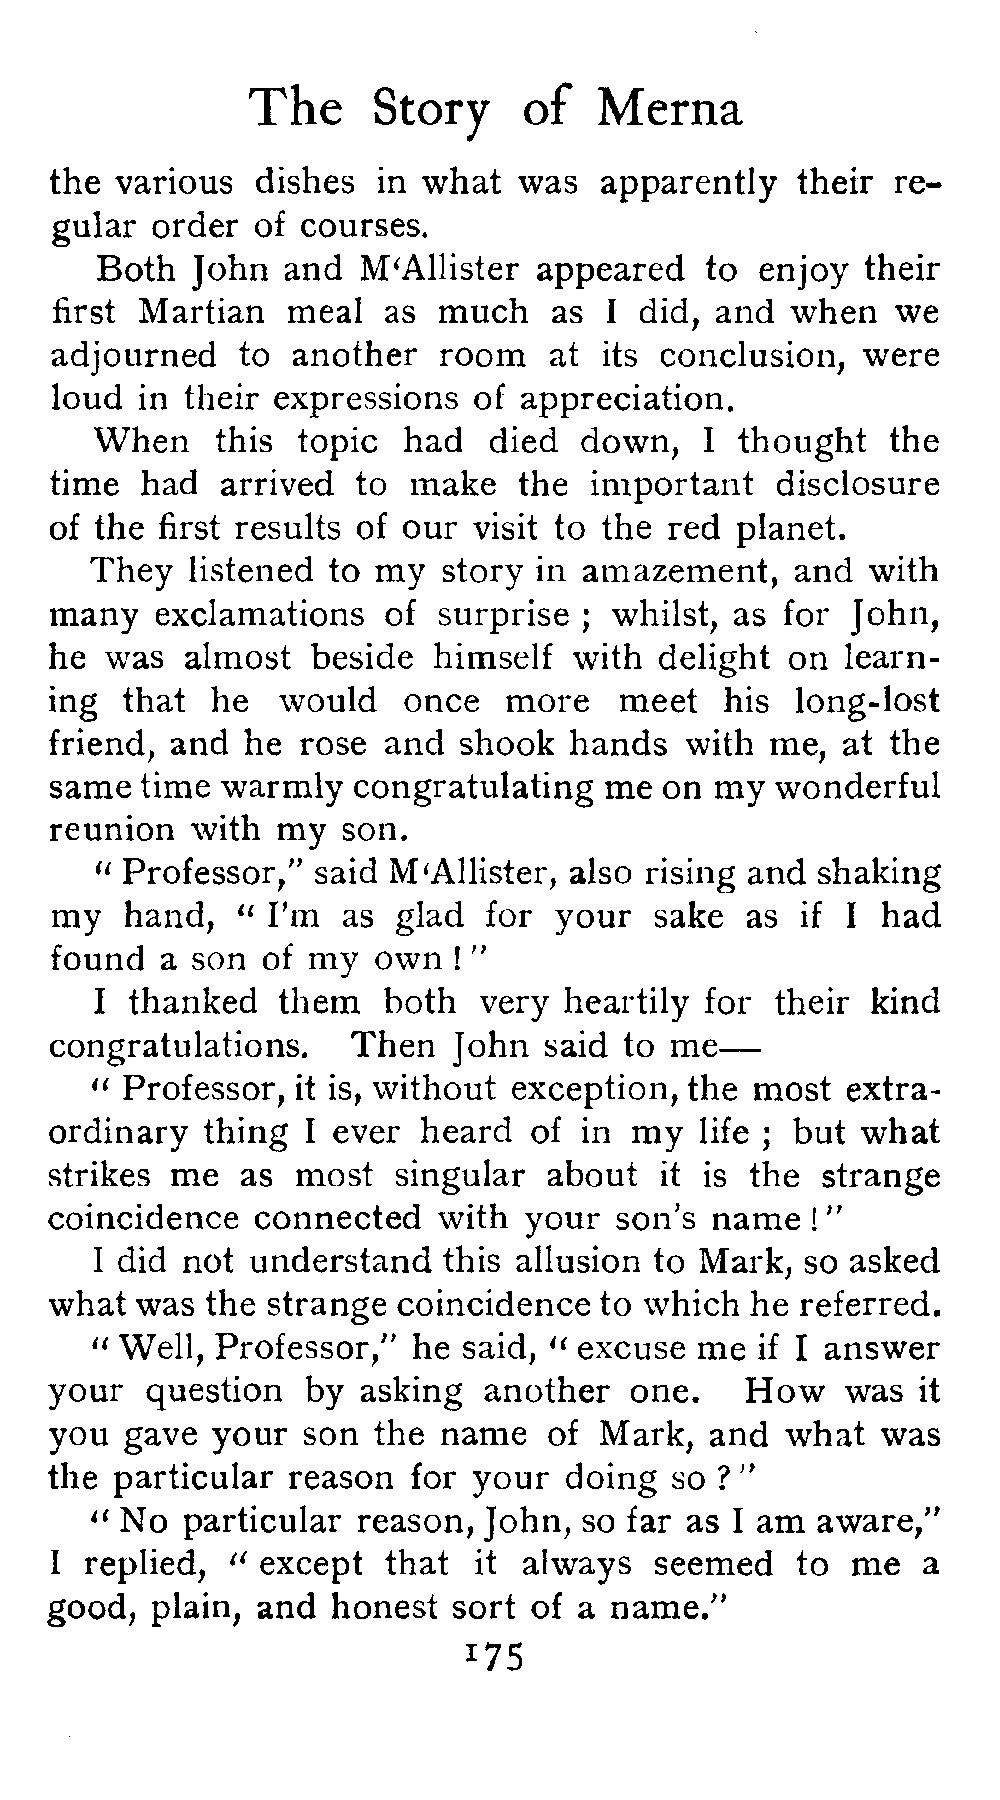 The Story of Merna
the various dishes in what was apparently their re-
gular order of courses.
Both John and M‘Allister appeared to enjoy their
first Martian meal as much as I did, and when we
adjourned to another room at its conclusion, were
loud in their expressions of appreciation.
When this topic had died down, I thought the
time had arrived to make the important disclosure
of the first results of our visit to the red planet.
They listened to my story in amazement, and with
many exclamations of surprise ; whilst, as for John,
he was almost beside himself with delight on learn-
ing that he would once more meet his long-lost
friend, and he rose and shook hands with me, at the
same time warmly congratulating me on my wonderful
reunion with my son.
“ Professor,” said M‘Allister, also rising and shaking
my hand, “ I’m as glad for your sake as if I had
found a son of my own ! ”
I thanked them both very heartily for their kind
congratulations. Then John said to me—
“ Professor, it is, without exception, the most extra-
ordinary thing I ever heard of in my life ; but what
strikes me as most singular about it is the strange
coincidence connected with your son’s name ! ”
I did not understand this allusion to Mark, so asked
what was the strange coincidence to which he referred.
“ Well, Professor,” he said, “ excuse me if I answer
your question by asking another one. How was it
you gave your son the name of Mark, and what was
the particular reason for your doing so ? ”
“ No particular reason, John, so far as I am aware,”
I replied, “ except that it always seemed to me a
good, plain, and honest sort of a name.”
175